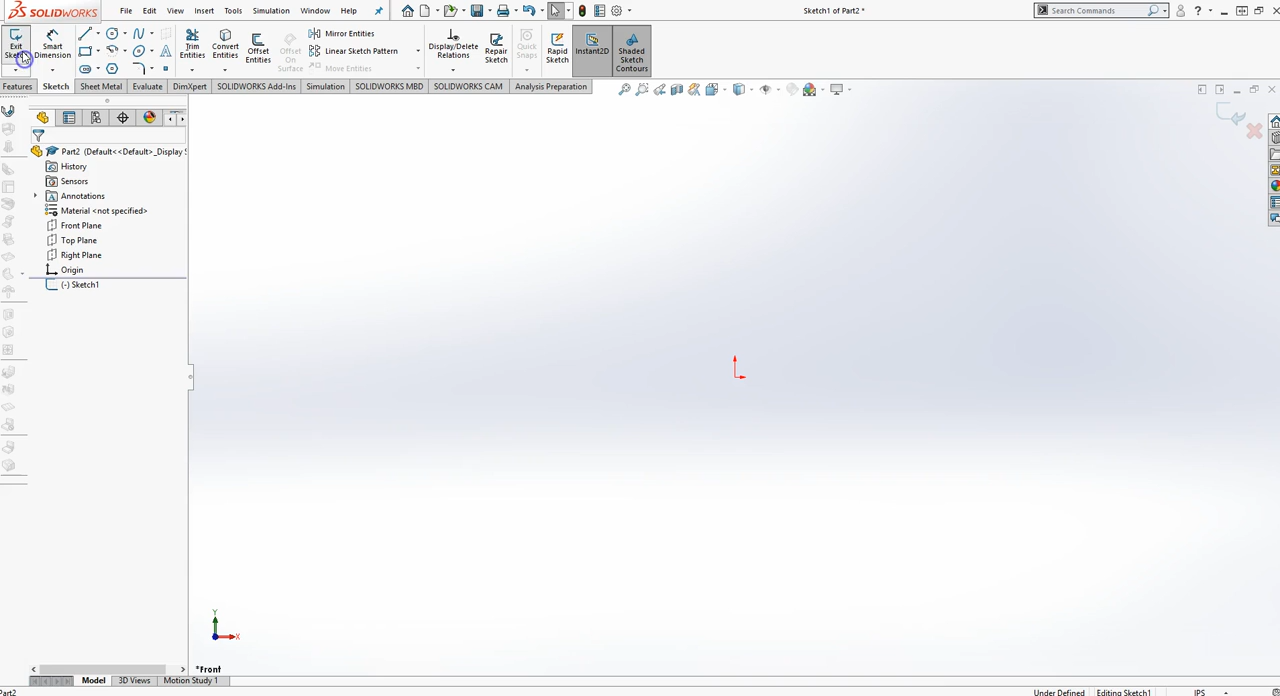 SOLIDWORKS File Edit View Insert Tools Simulation Window Help Sketch1 of Part2 * Search Commands ?
Exit Sketch Smart Dimension Trim Entities Convert Entities Offset Entities Offset On Surface Mirror Entities Linear Sketch Pattern Move Entities Display/Delete Relations Repair Sketch Quick Snaps Rapid Sketch Instant2D Shaded Sketch Contours
Features Sketch Sheet Metal Evaluate DimXpert SOLIDWORKS Add-Ins Simulation SOLIDWORKS MBD SOLIDWORKS CAM Analysis Preparation
Part2 (Default<<Default>_Display S
History
Sensors
Annotations
Material <not specified>
Front Plane
Top Plane
Right Plane
Origin
(-) Sketch1
Y
X
*Front
Model 3D Views Motion Study 1
Part2 Under Defined Editing Sketch1 IPS